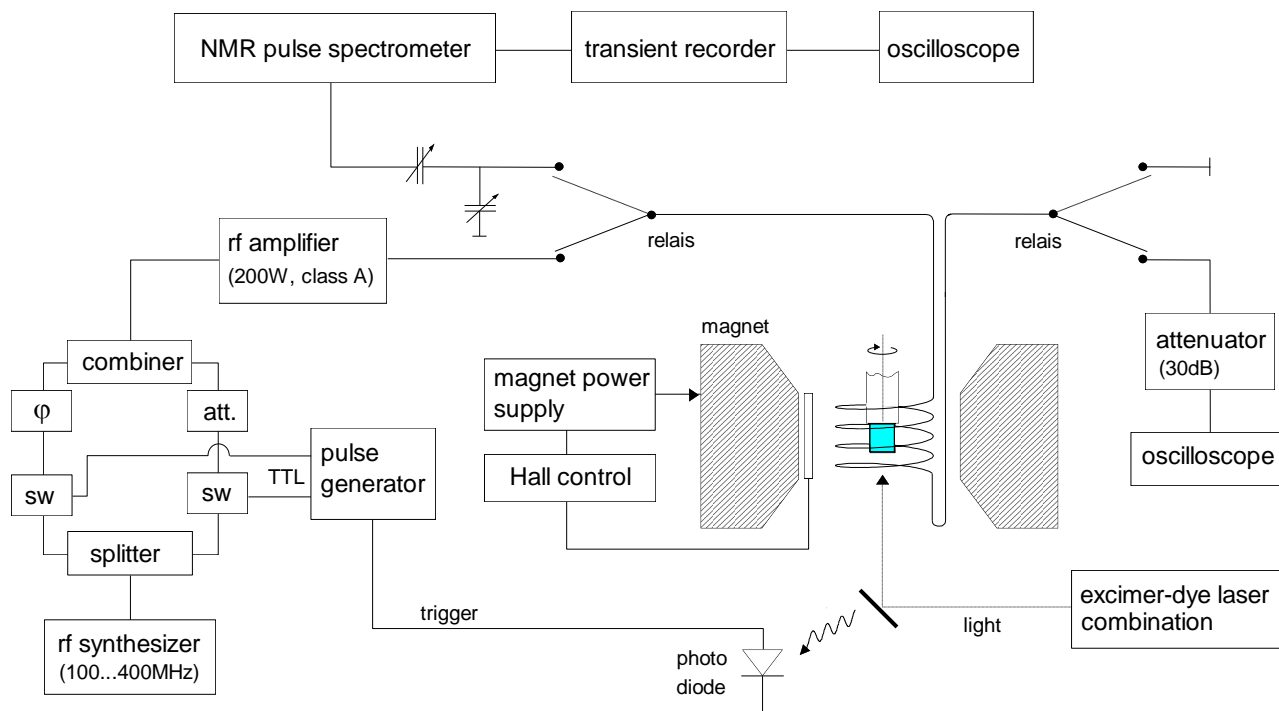 NMR pulse spectrometer
transient recorder
oscilloscope
relais
relais
rf amplifier
(200W, class A)
magnet
attenuator
(30dB)
combiner
magnet power
supply
φ
att.
pulse
generator
TTL
Hall control
oscilloscope
sw
sw
splitter
trigger
light
excimer-dye laser
combination
rf synthesizer
(100...400MHz)
photo
diode